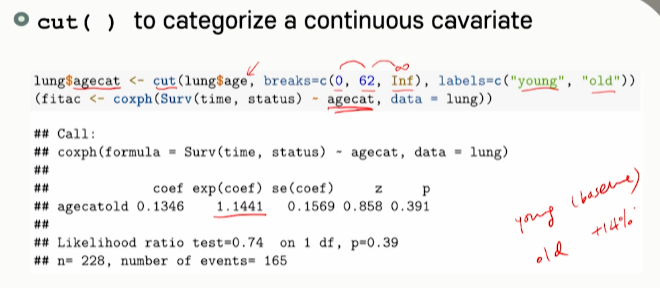 cut( ) to categorize a continuous cavariate
lung$agecat <- cut(lung$age, breaks=c(0, 62, Inf), labels=c("young", "old"))
(fitac <- coxph(Surv(time, status) ~ agecat, data = lung))
## Call:
## coxph(formula = Surv(time, status) ~ agecat, data = lung)
##
##             coef exp(coef) se(coef)     z     p
## agecatold 0.1346    1.1441   0.1569 0.858 0.391
##
## Likelihood ratio test=0.74  on 1 df, p=0.39
## n= 228, number of events= 165
∞
young (baseline)
old +14%